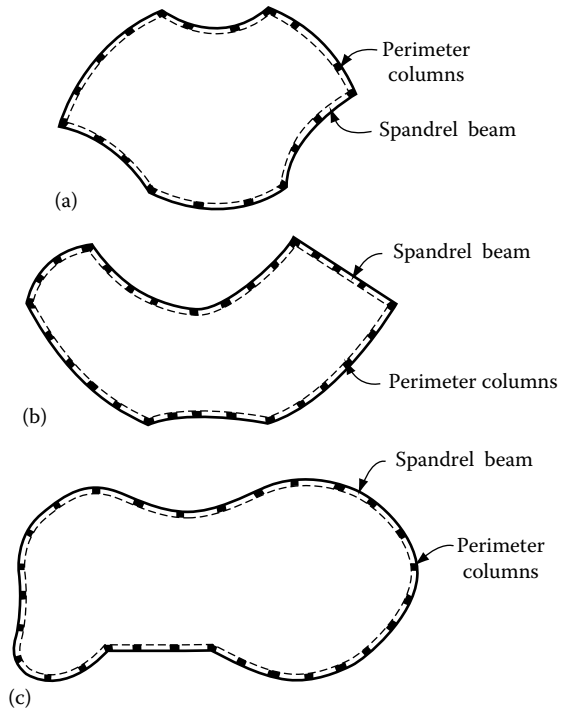 Perimeter
columns
Spandrel beam
(a)
Spandrel beam
Perimeter columns
(b)
Spandrel beam
Perimeter
columns
(c)